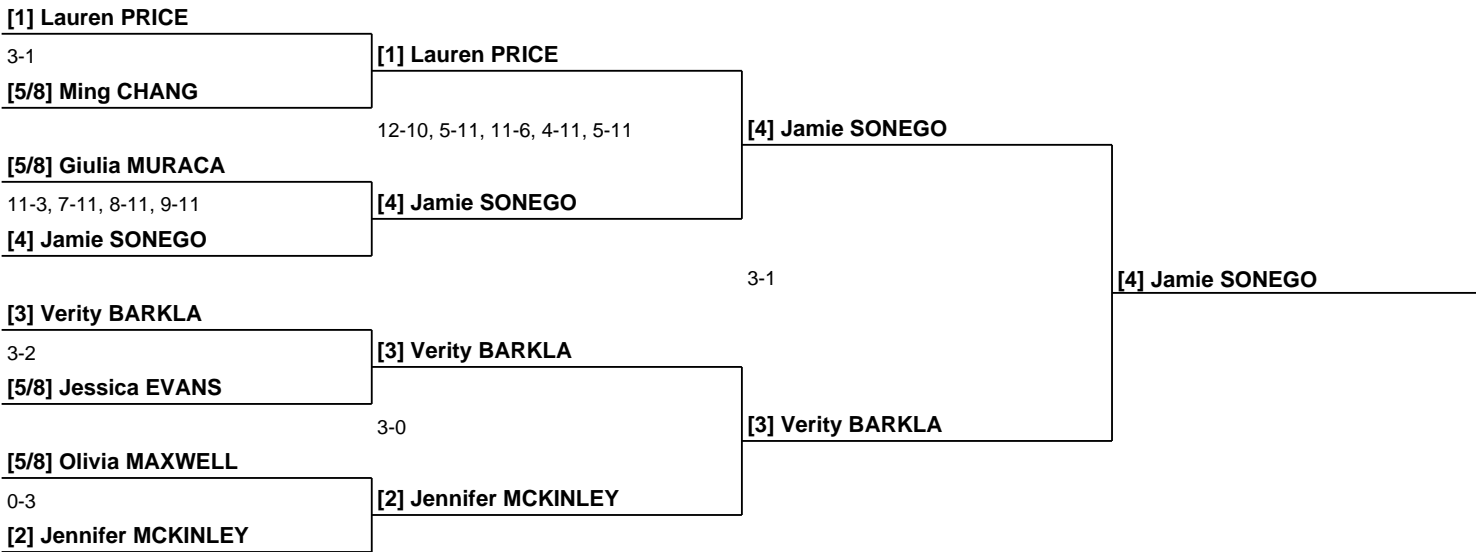 [1] Lauren PRICE
3-1
[1] Lauren PRICE
[5/8] Ming CHANG
12-10, 5-11, 11-6, 4-11, 5-11
[4] Jamie SONEGO
[5/8] Giulia MURACA
11-3, 7-11, 8-11, 9-11
[4] Jamie SONEGO
[4] Jamie SONEGO
3-1
[4] Jamie SONEGO
[3] Verity BARKLA
3-2
[3] Verity BARKLA
[5/8] Jessica EVANS
3-0
[3] Verity BARKLA
[5/8] Olivia MAXWELL
0-3
[2] Jennifer MCKINLEY
[2] Jennifer MCKINLEY